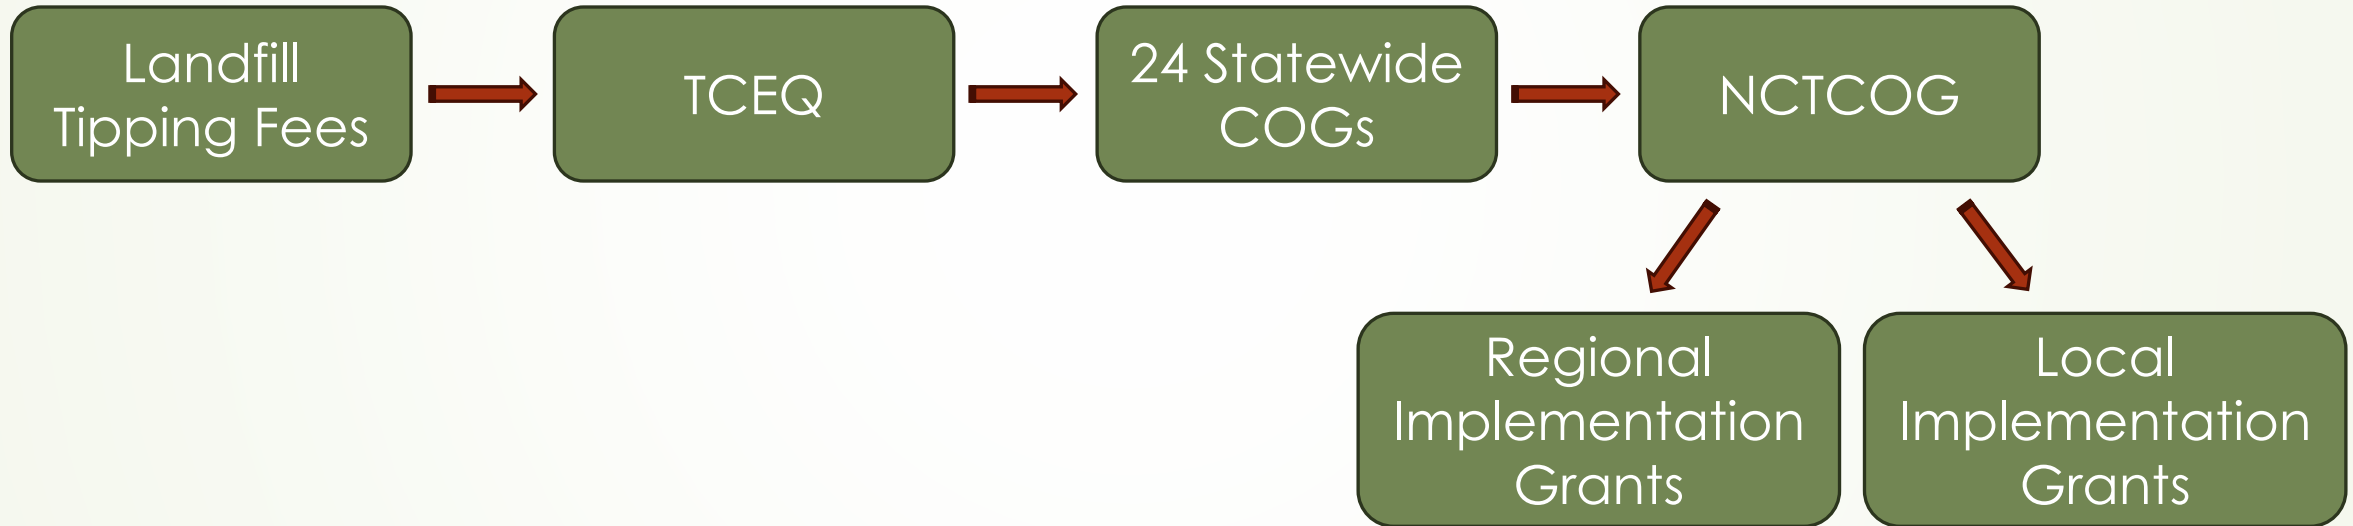 Landfill
Tipping Fees
TCEQ
24 Statewide
COGs
NCTCOG
Regional
Implementation
Grants
Local
Implementation
Grants